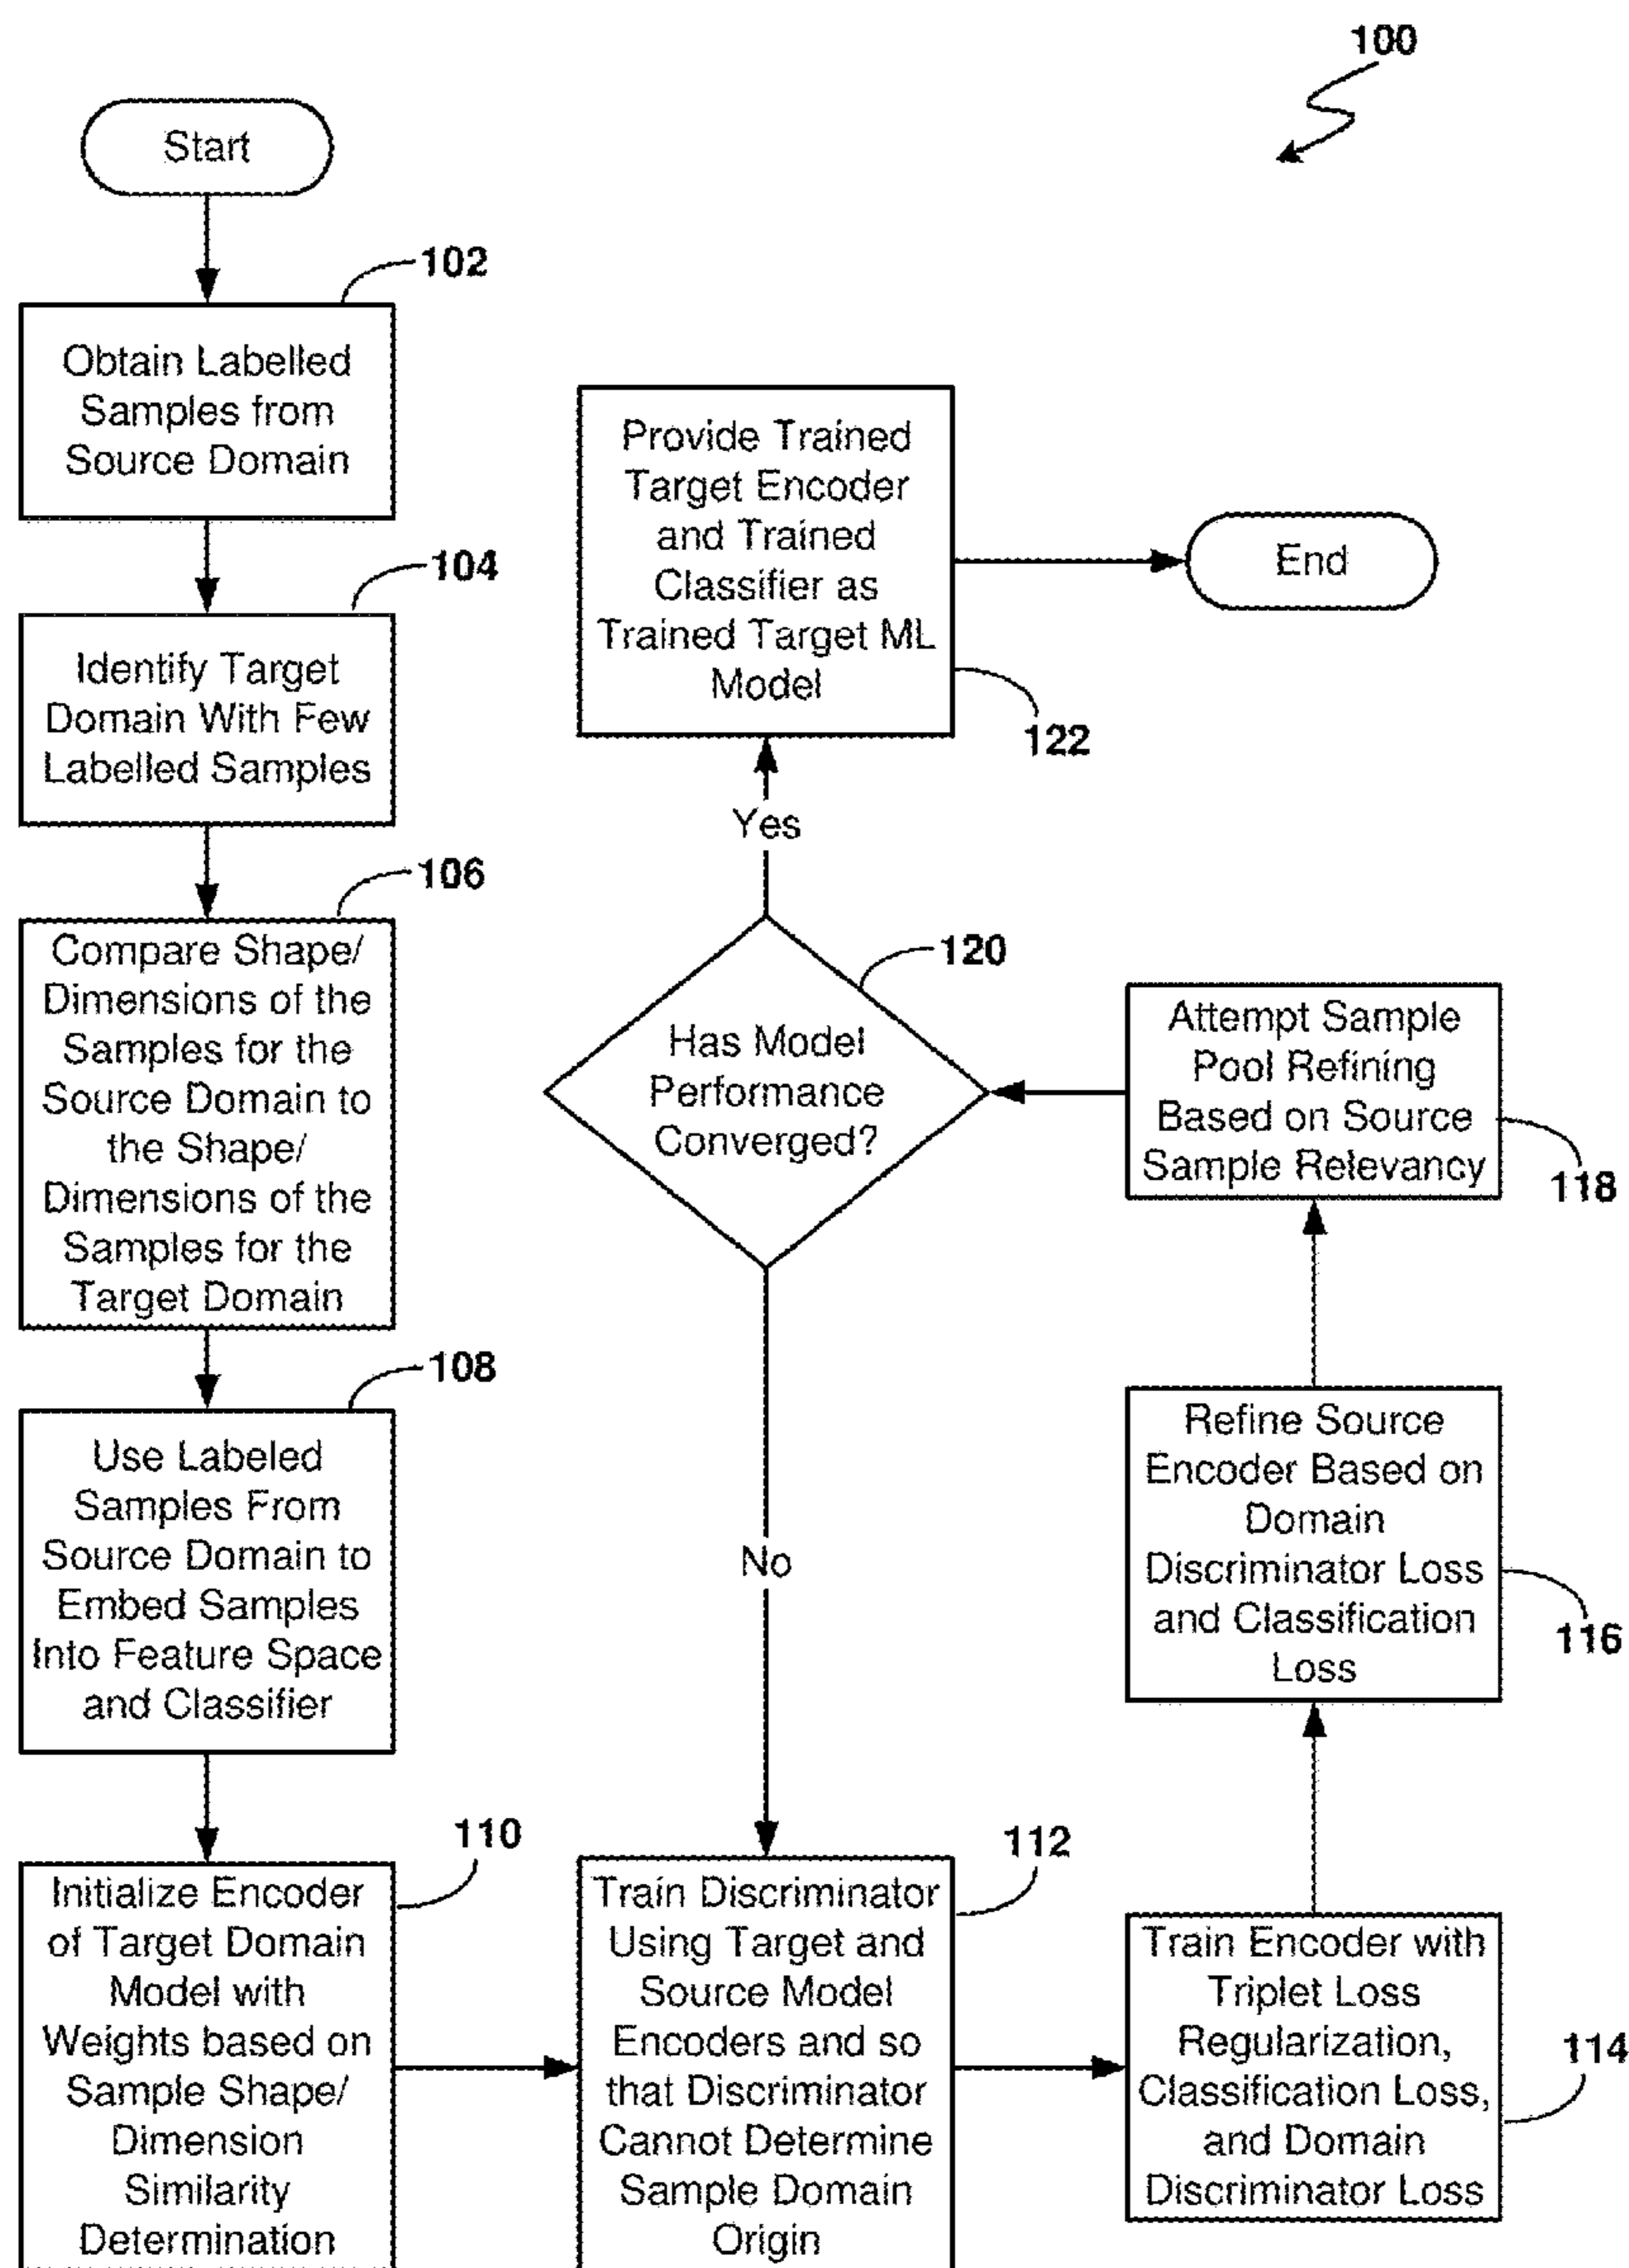 100
Start
102
Obtain Labelled
Samples from
Source Domain
104
Identify Target
Domain With Few
Labelled Samples
106
Compare Shape/
Dimensions of the
Samples for the
Source Domain to
the Shape/
Dimensions of the
Samples for the
Target Domain
108
Use Labeled
Samples From
Source Domain to
Embed Samples
Into Feature Space
and Classifier
110
Initialize Encoder
of Target Domain
Model with
Weights based on
Sample Shape/
Dimension
Similarity
Determination
112
Train Discriminator
Using Target and
Source Model
Encoders and so
that Discriminator
Cannot Determine
Sample Domain
Origin
114
Train Encoder with
Triplet Loss
Regularization,
Classification Loss,
and Domain
Discriminator Loss
116
Refine Source
Encoder Based on
Domain
Discriminator Loss
and Classification
Loss
118
Attempt Sample
Pool Refining
Based on Source
Sample Relevancy
120
Has Model
Performance
Converged?
No
Yes
122
Provide Trained
Target Encoder
and Trained
Classifier as
Trained Target ML
Model
End